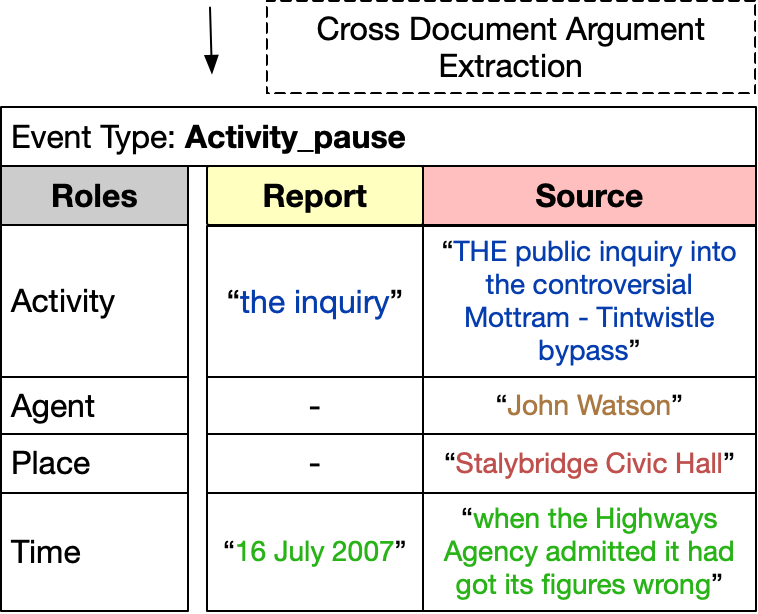 Cross Document Argument
Extraction
Event Type: Activity_pause
Roles
Report
Source
Activity
“the inquiry”
“THE public inquiry into
the controversial
Mottram - Tintwistle
bypass”
Agent
-
“John Watson”
Place
-
“Stalybridge Civic Hall”
Time
“16 July 2007”
“when the Highways
Agency admitted it had
got its figures wrong”